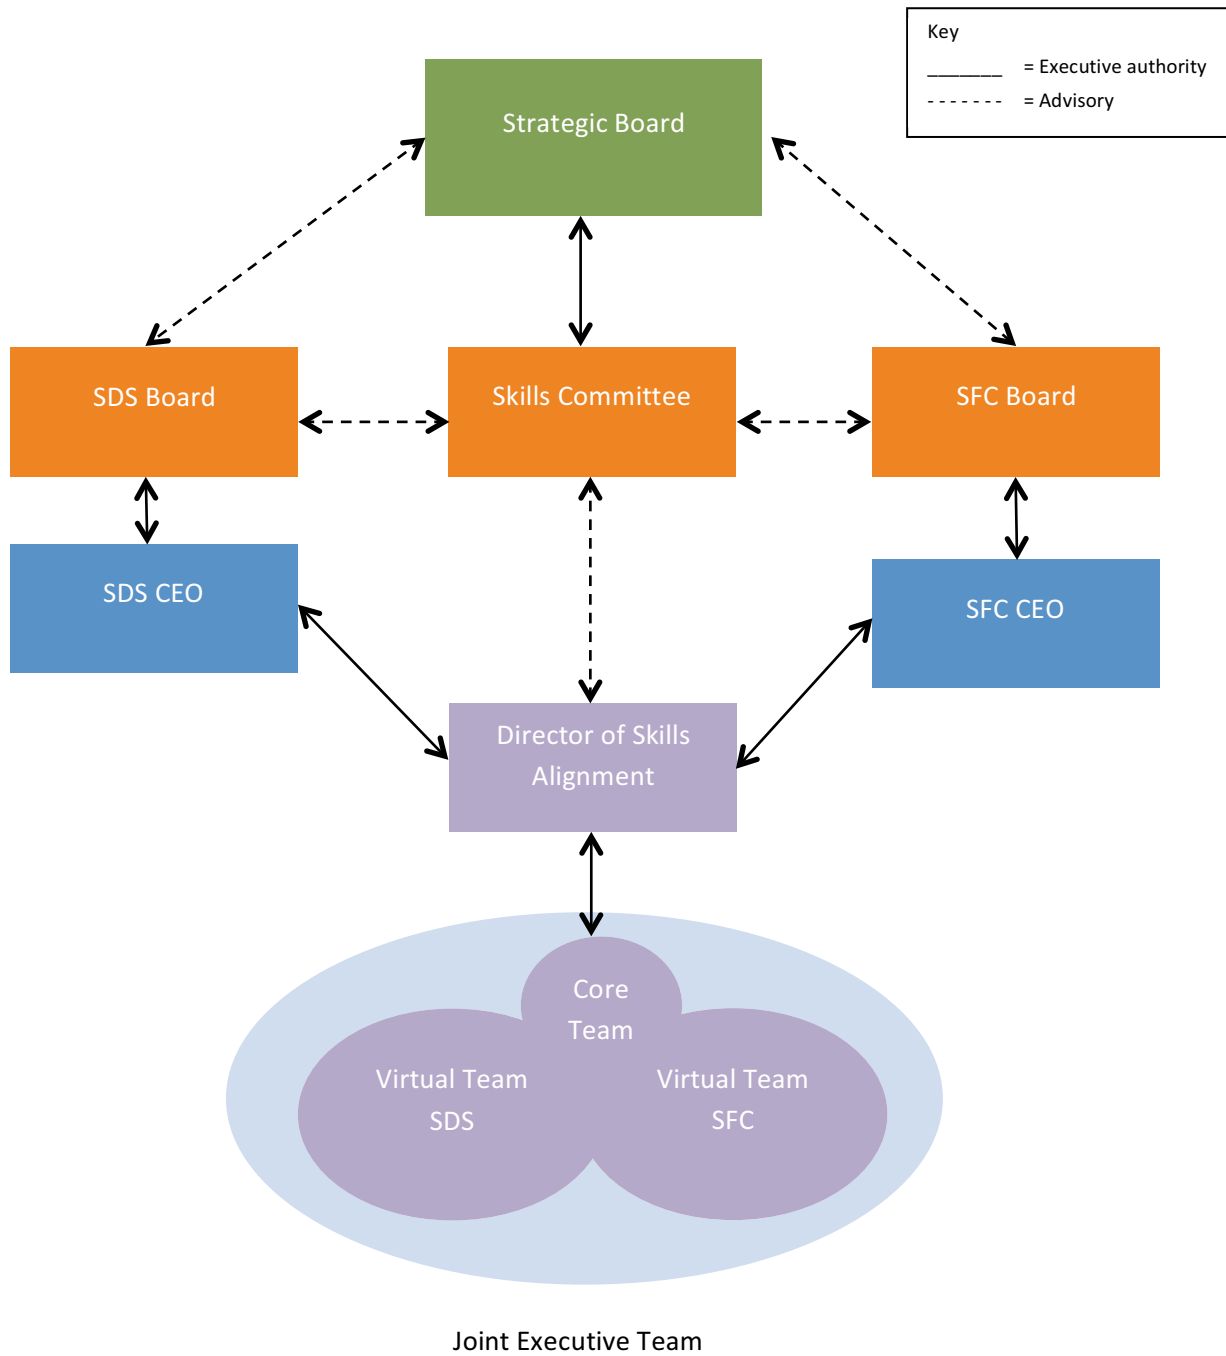 Key
_______ = Executive authority
- - - - - - - = Advisory
Strategic Board
SDS Board
Skills Committee
SFC Board
SDS CEO
SFC CEO
Director of Skills
Alignment
Core
Team
Virtual Team
SDS
Virtual Team
SFC
Joint Executive Team